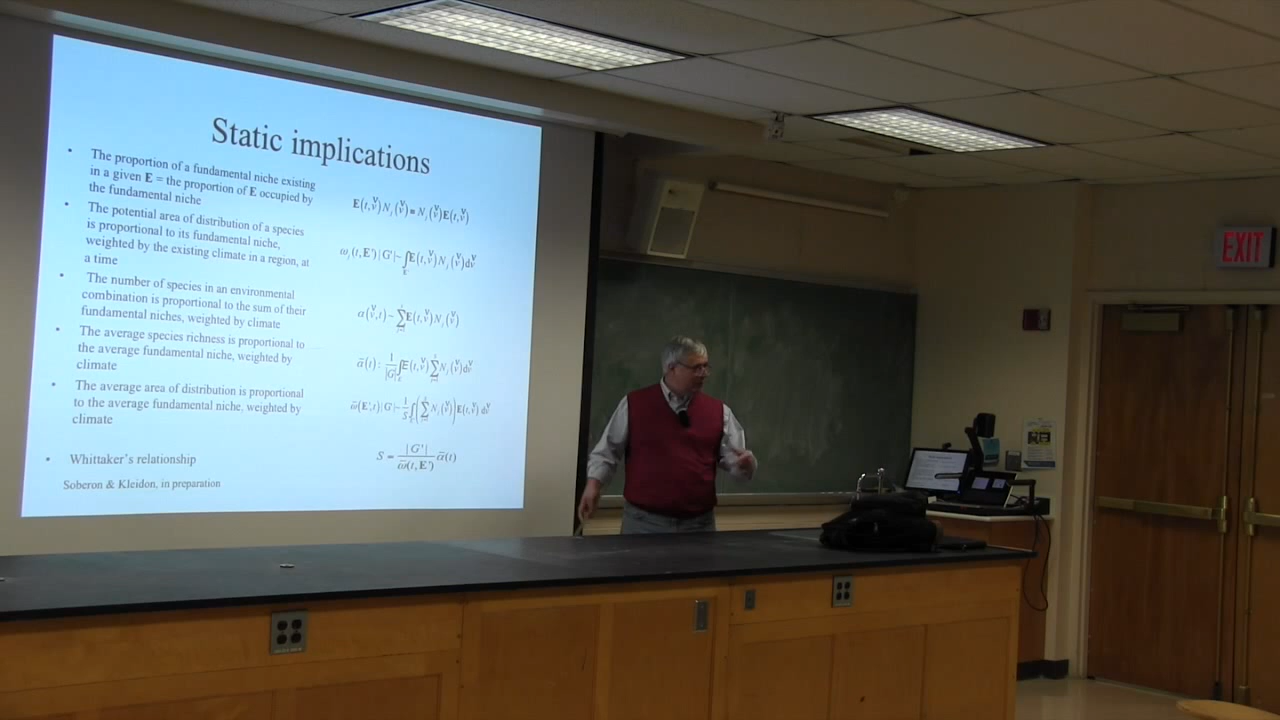 Static implications
• The proportion of a fundamental niche existing
in a given E = the proportion of E occupied by
the fundamental niche
• The potential area of distribution of a species
is proportional to its fundamental niche,
weighted by the existing climate in a region, at
a time
• The number of species in an environmental
combination is proportional to the sum of their
fundamental niches, weighted by climate
• The average species richness is proportional to
the average fundamental niche, weighted by
climate
• The average area of distribution is proportional
to the average fundamental niche, weighted by
climate
• Whittaker's relationship
Soberon & Kleidon, in preparation
S = |G'| / ω̄(t, E') ᾱ(t)
EXIT